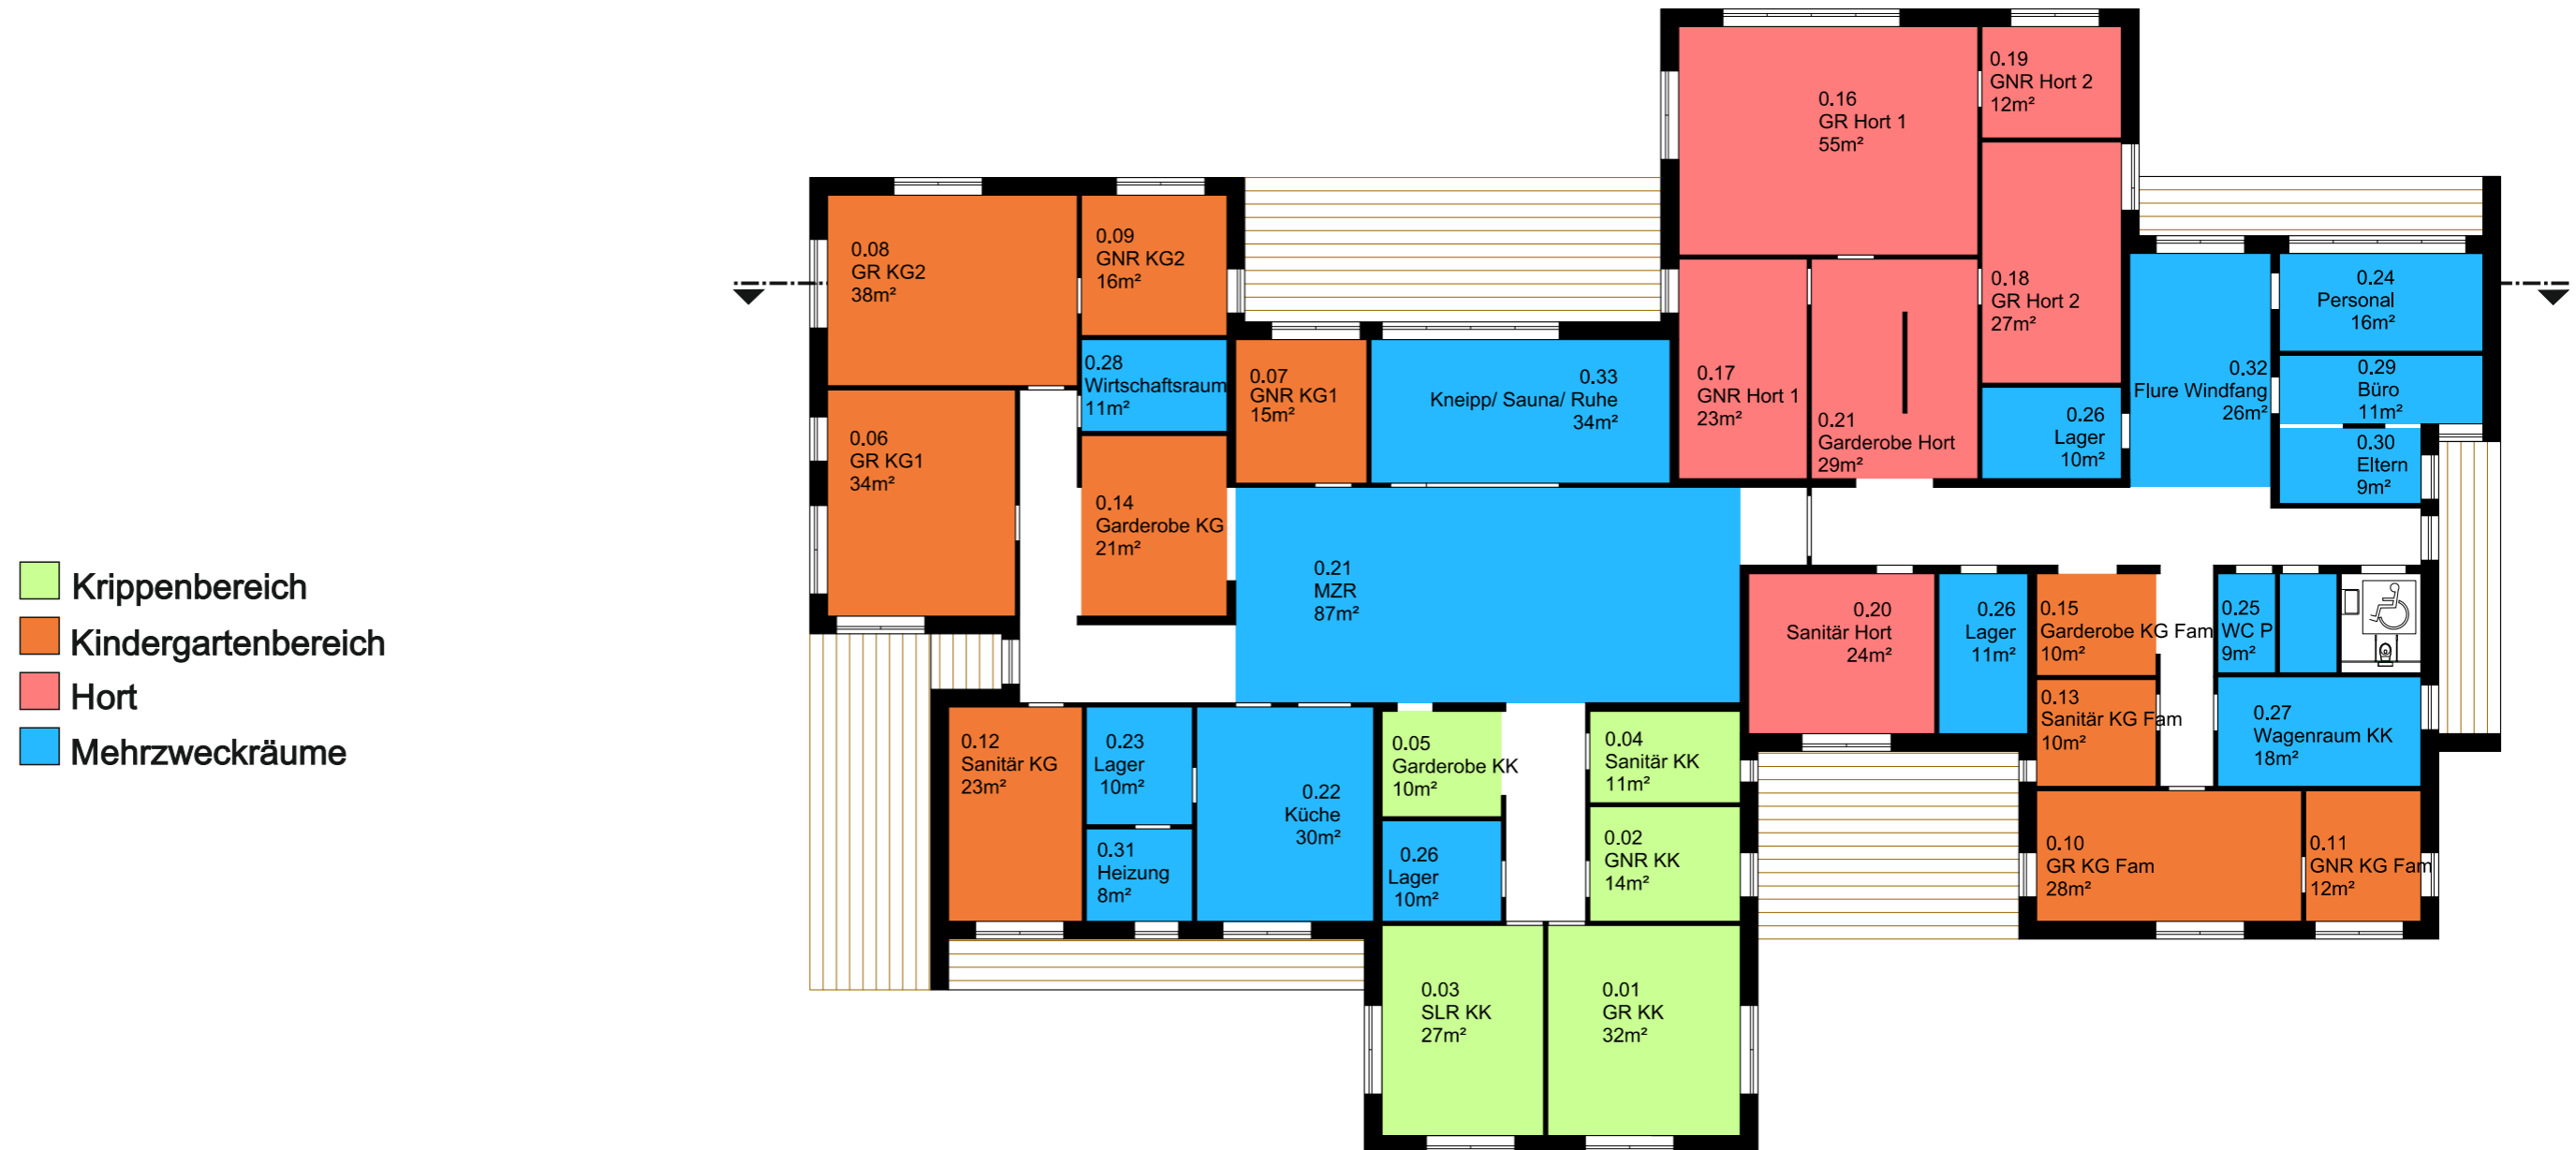 Krippenbereich
Kindergartenbereich
Hort
Mehrzweckräume
0.16
GR Hort 1
55m²
0.19
GNR Hort 2
12m²
0.08
GR KG2
38m²
0.09
GNR KG2
16m²
0.18
GR Hort 2
27m²
0.24
Personal
16m²
0.28
Wirtschaftsraum
11m²
0.07
GNR KG1
15m²
0.33
Kneipp/ Sauna/ Ruhe
34m²
0.17
GNR Hort 1
23m²
0.21
Garderobe Hort
29m²
0.26
Lager
10m²
0.32
Flure Windfang
26m²
0.29
Büro
11m²
0.30
Eltern
9m²
0.06
GR KG1
34m²
0.14
Garderobe KG
21m²
0.21
MZR
87m²
0.20
Sanitär Hort
24m²
0.26
Lager
11m²
0.15
Garderobe KG Fam
10m²
0.25
WC P
9m²
0.13
Sanitär KG Fam
10m²
0.27
Wagenraum KK
18m²
0.12
Sanitär KG
23m²
0.23
Lager
10m²
0.22
Küche
30m²
0.05
Garderobe KK
10m²
0.04
Sanitär KK
11m²
0.31
Heizung
8m²
0.26
Lager
10m²
0.02
GNR KK
14m²
0.10
GR KG Fam
28m²
0.11
GNR KG Fam
12m²
0.03
SLR KK
27m²
0.01
GR KK
32m²